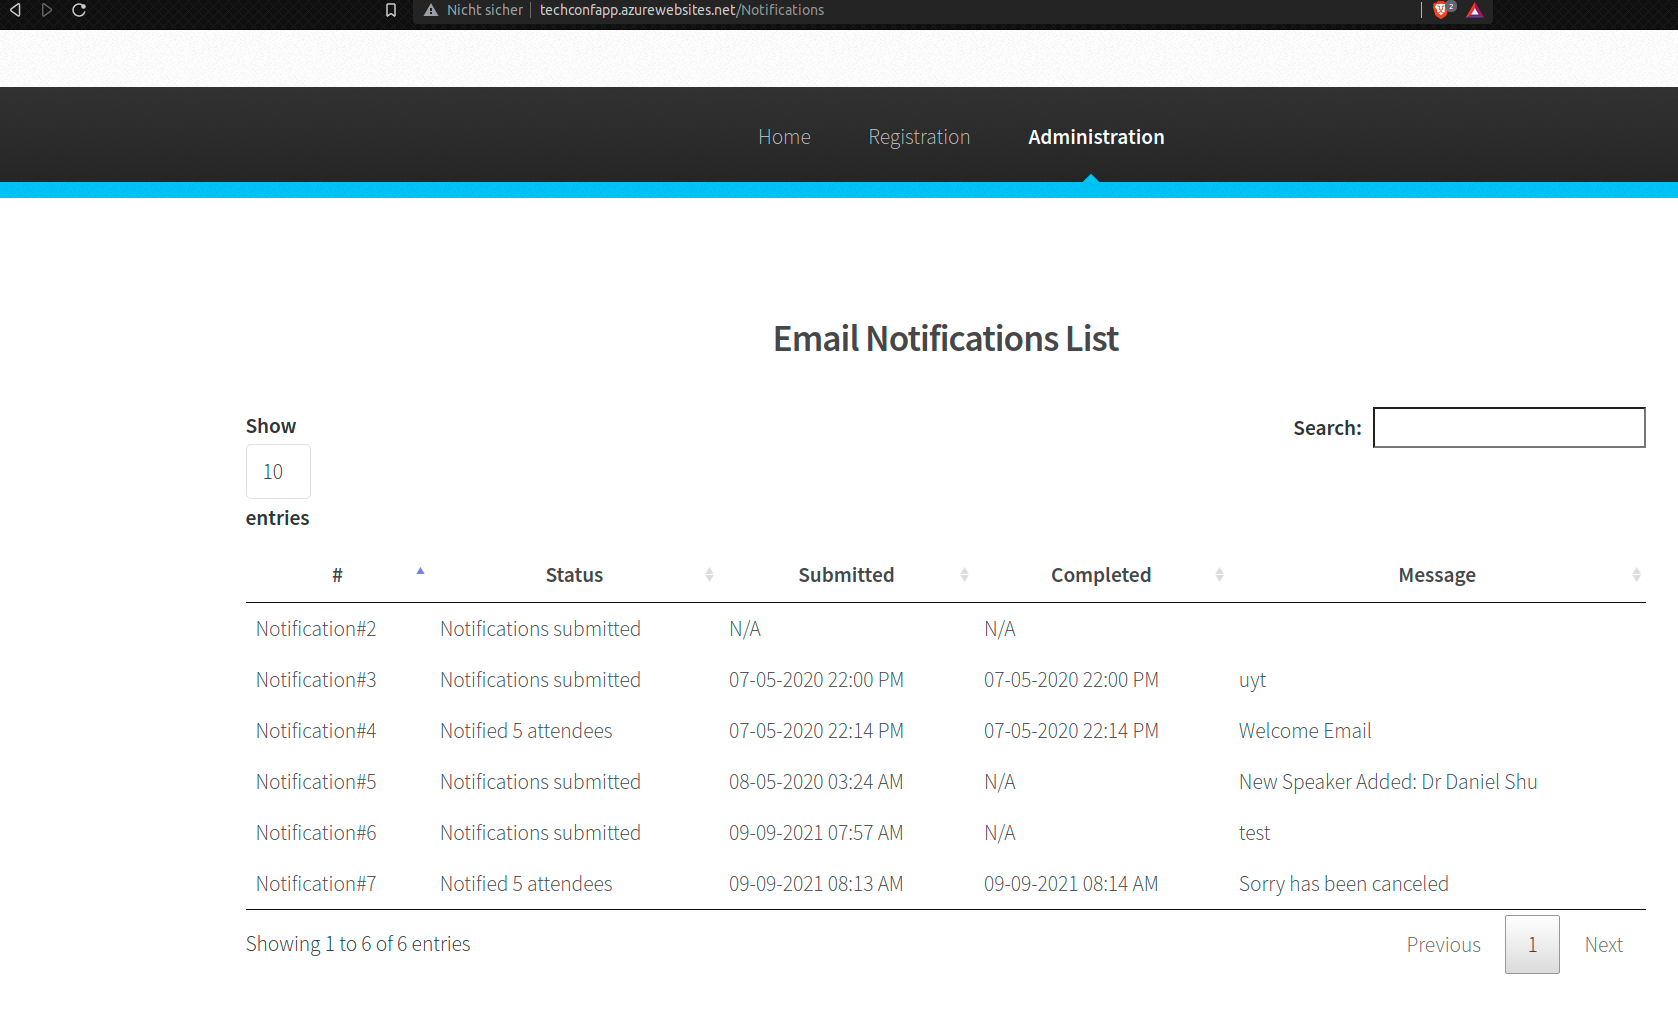 Nicht sicher techconfapp.azurewebsites.net/Notifications 2
Home Registration Administration
Email Notifications List
Show
10
entries
Search:
# Status Submitted Completed Message
Notification#2 Notifications submitted N/A N/A
Notification#3 Notifications submitted 07-05-2020 22:00 PM 07-05-2020 22:00 PM uyt
Notification#4 Notified 5 attendees 07-05-2020 22:14 PM 07-05-2020 22:14 PM Welcome Email
Notification#5 Notifications submitted 08-05-2020 03:24 AM N/A New Speaker Added: Dr Daniel Shu
Notification#6 Notifications submitted 09-09-2021 07:57 AM N/A test
Notification#7 Notified 5 attendees 09-09-2021 08:13 AM 09-09-2021 08:14 AM Sorry has been canceled
Showing 1 to 6 of 6 entries Previous 1 Next